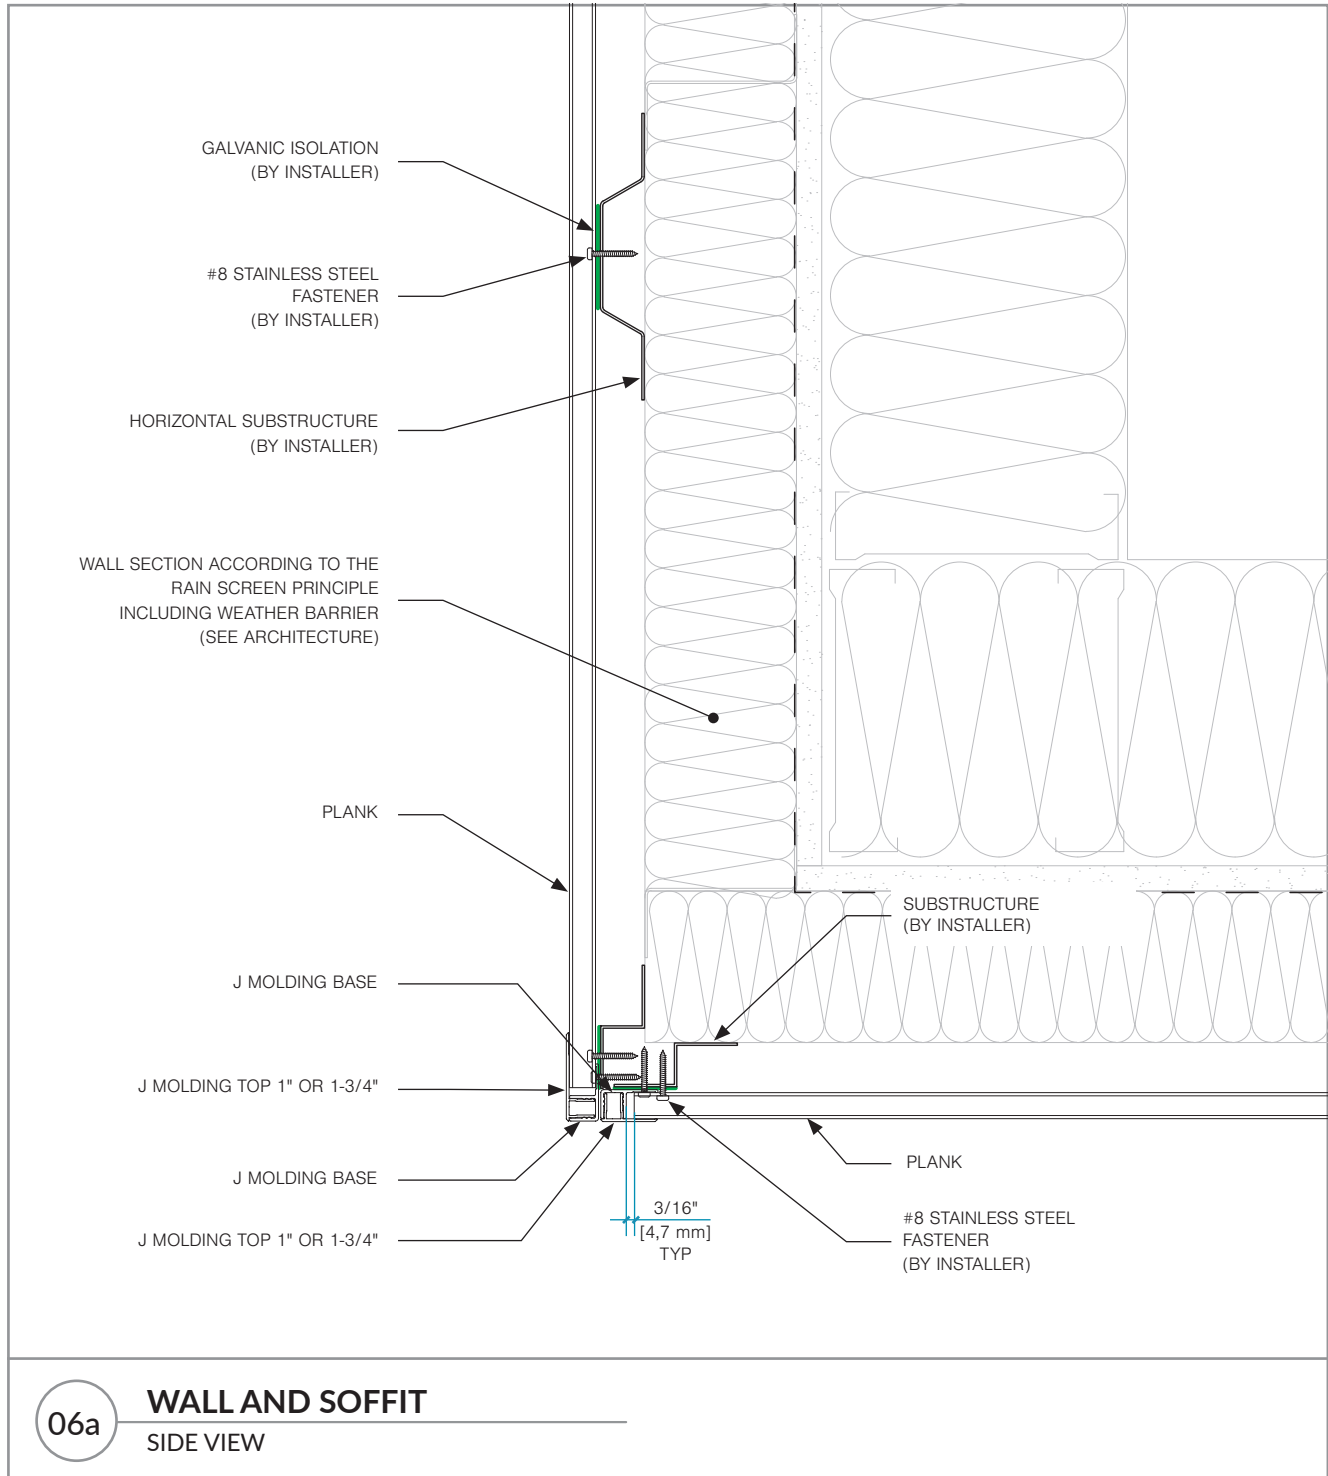 GALVANIC ISOLATION
(BY INSTALLER)
#8 STAINLESS STEEL
FASTENER
(BY INSTALLER)
HORIZONTAL SUBSTRUCTURE
(BY INSTALLER)
WALL SECTION ACCORDING TO THE
RAIN SCREEN PRINCIPLE
INCLUDING WEATHER BARRIER
(SEE ARCHITECTURE)
PLANK
SUBSTRUCTURE
(BY INSTALLER)
J MOLDING BASE
J MOLDING TOP 1" OR 1-3/4"
J MOLDING BASE
J MOLDING TOP 1" OR 1-3/4"
3/16"
[4,7 mm]
TYP
PLANK
#8 STAINLESS STEEL
FASTENER
(BY INSTALLER)
06a
WALL AND SOFFIT
SIDE VIEW